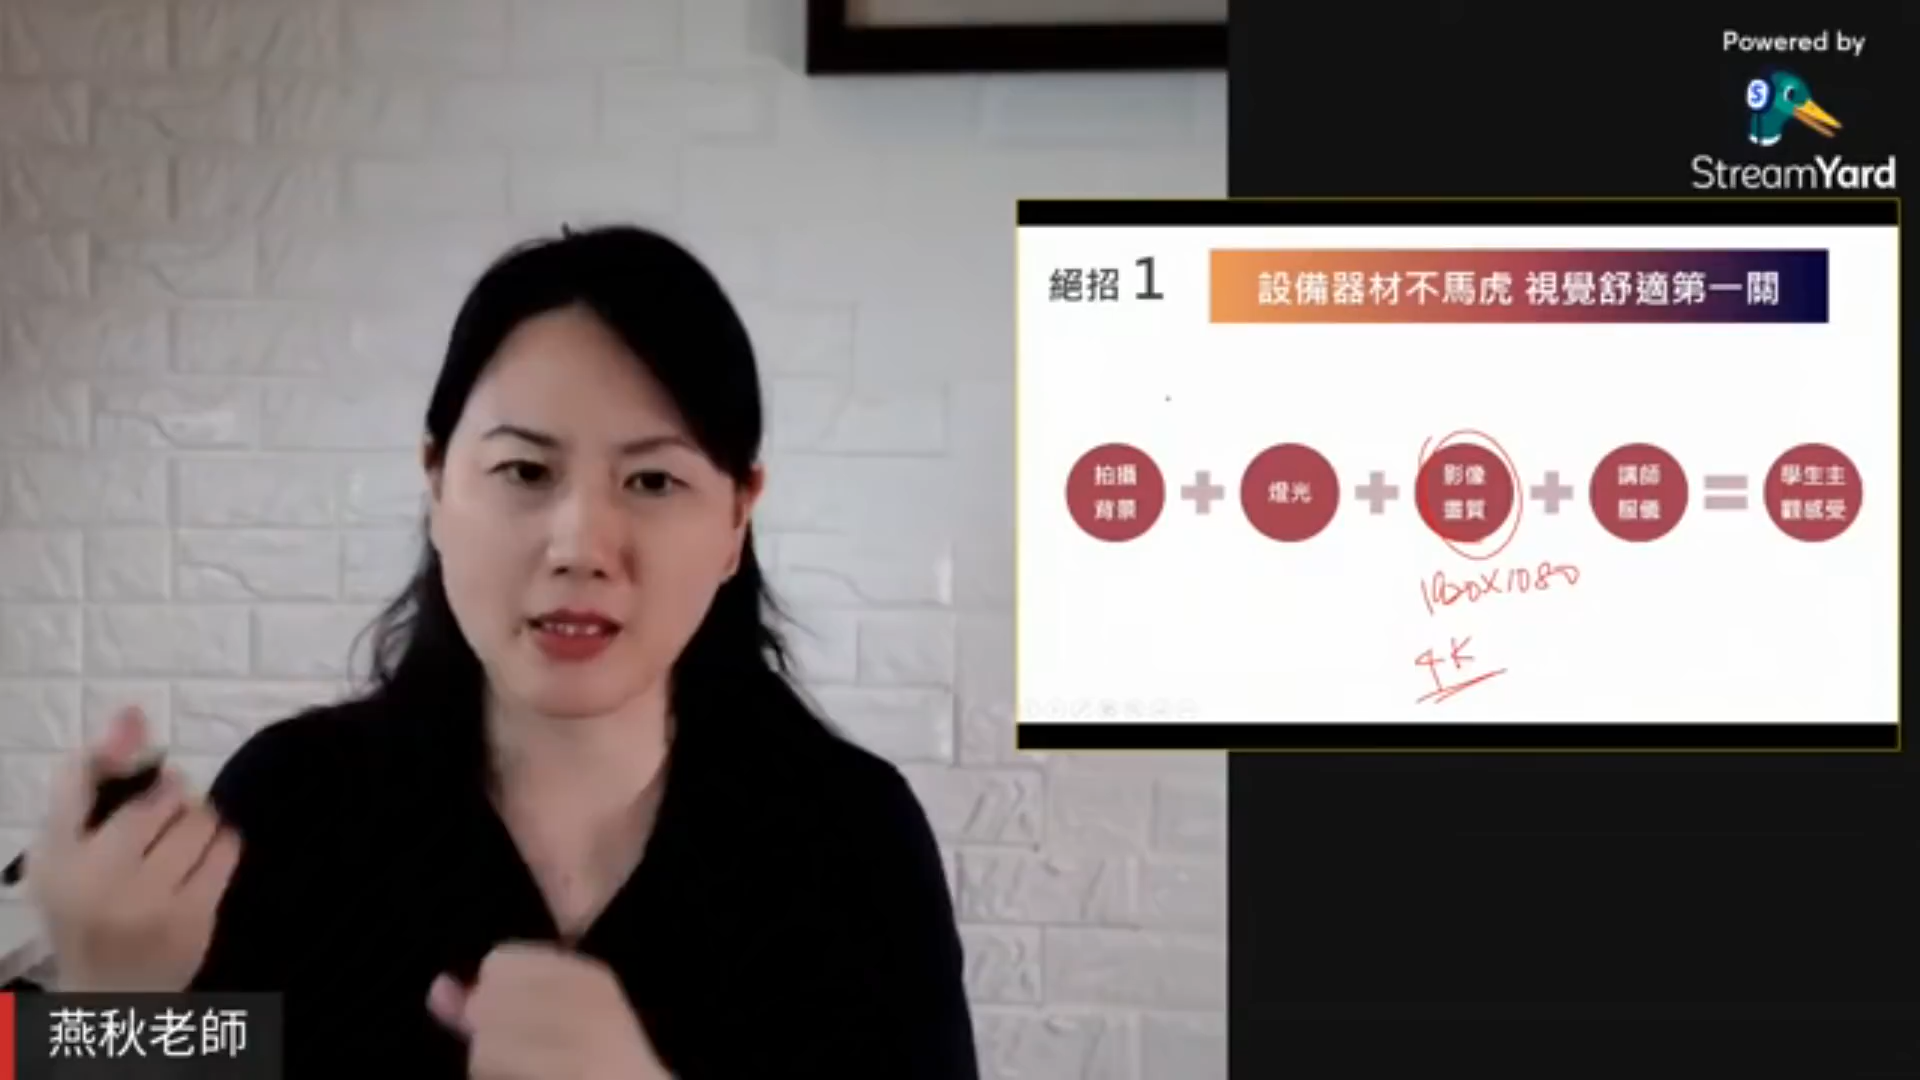 Powered by
StreamYard
絕招 1
設備器材不馬虎 視覺舒適第一關
拍攝
背景
燈光
影像
畫質
講師
服儀
學生主
觀感受
1920X1080
4K
燕秋老師